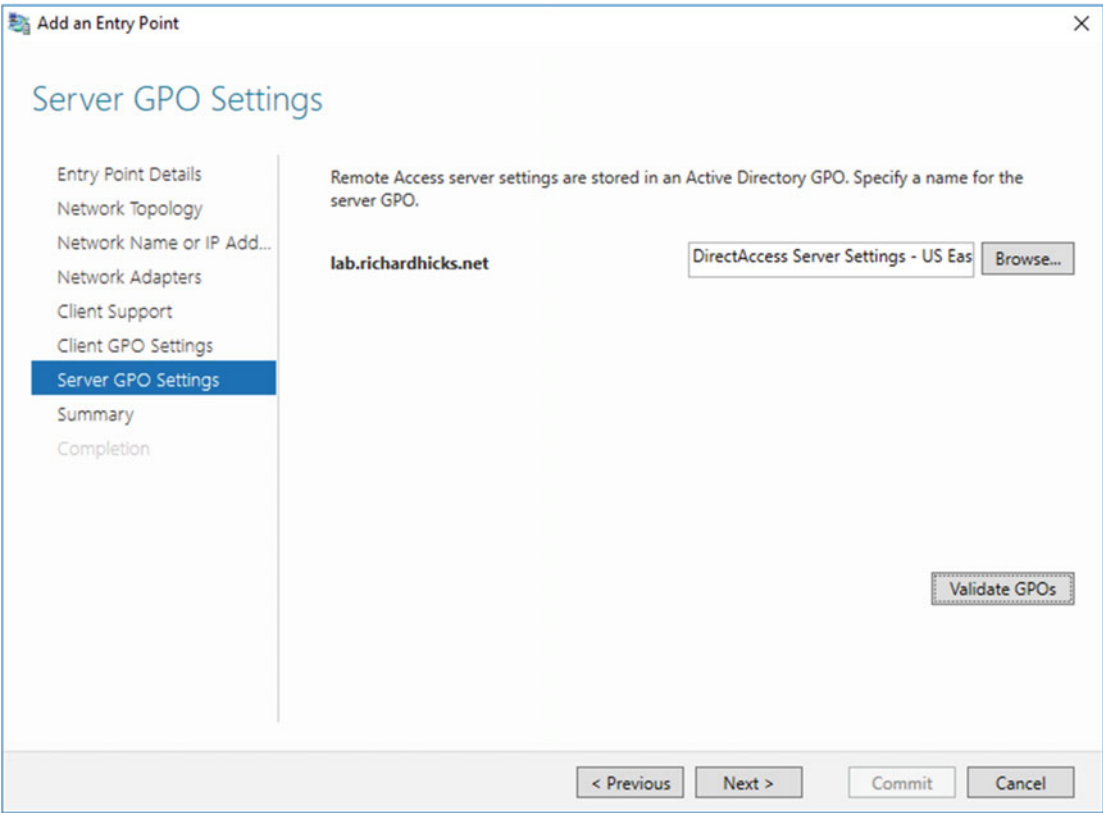 Add an Entry Point
Server GPO Settings
Entry Point Details
Network Topology
Network Name or IP Add...
Network Adapters
Client Support
Client GPO Settings
Server GPO Settings
Summary
Completion
Remote Access server settings are stored in an Active Directory GPO. Specify a name for the
server GPO.
lab.richardhicks.net
DirectAccess Server Settings - US Eas
Browse...
Validate GPOs
< Previous
Next >
Commit
Cancel